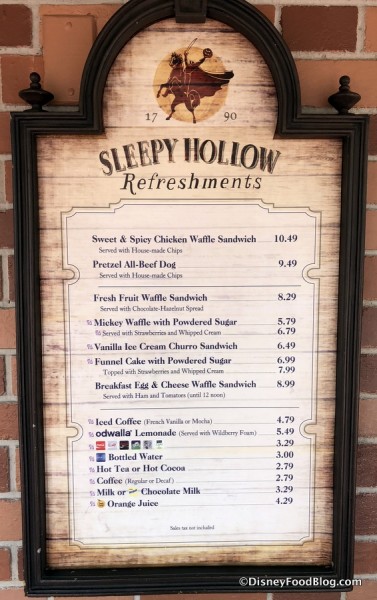 17 90
SLEEPY HOLLOW
Refreshments
Sweet & Spicy Chicken Waffle Sandwich 10.49
Served with House-made Chips
Pretzel All-Beef Dog 9.49
Served with House-made Chips
Fresh Fruit Waffle Sandwich 8.29
Served with Chocolate-Hazelnut Spread
Mickey Waffle with Powdered Sugar 5.79
Served with Strawberries and Whipped Cream 6.79
Vanilla Ice Cream Churro Sandwich 6.49
Funnel Cake with Powdered Sugar 6.99
Topped with Strawberries and Whipped Cream 7.99
Breakfast Egg & Cheese Waffle Sandwich 8.99
Served with Ham and Tomatoes (until 12 noon)
Iced Coffee (French Vanilla or Mocha) 4.79
odwalla Lemonade (Served with Wildberry Foam) 5.49
3.29
Bottled Water 3.00
Hot Tea or Hot Cocoa 2.79
Coffee (Regular or Decaf) 2.79
Milk or Chocolate Milk 3.29
Orange Juice 4.29
Sales tax not included
©DisneyFoodBlog.com